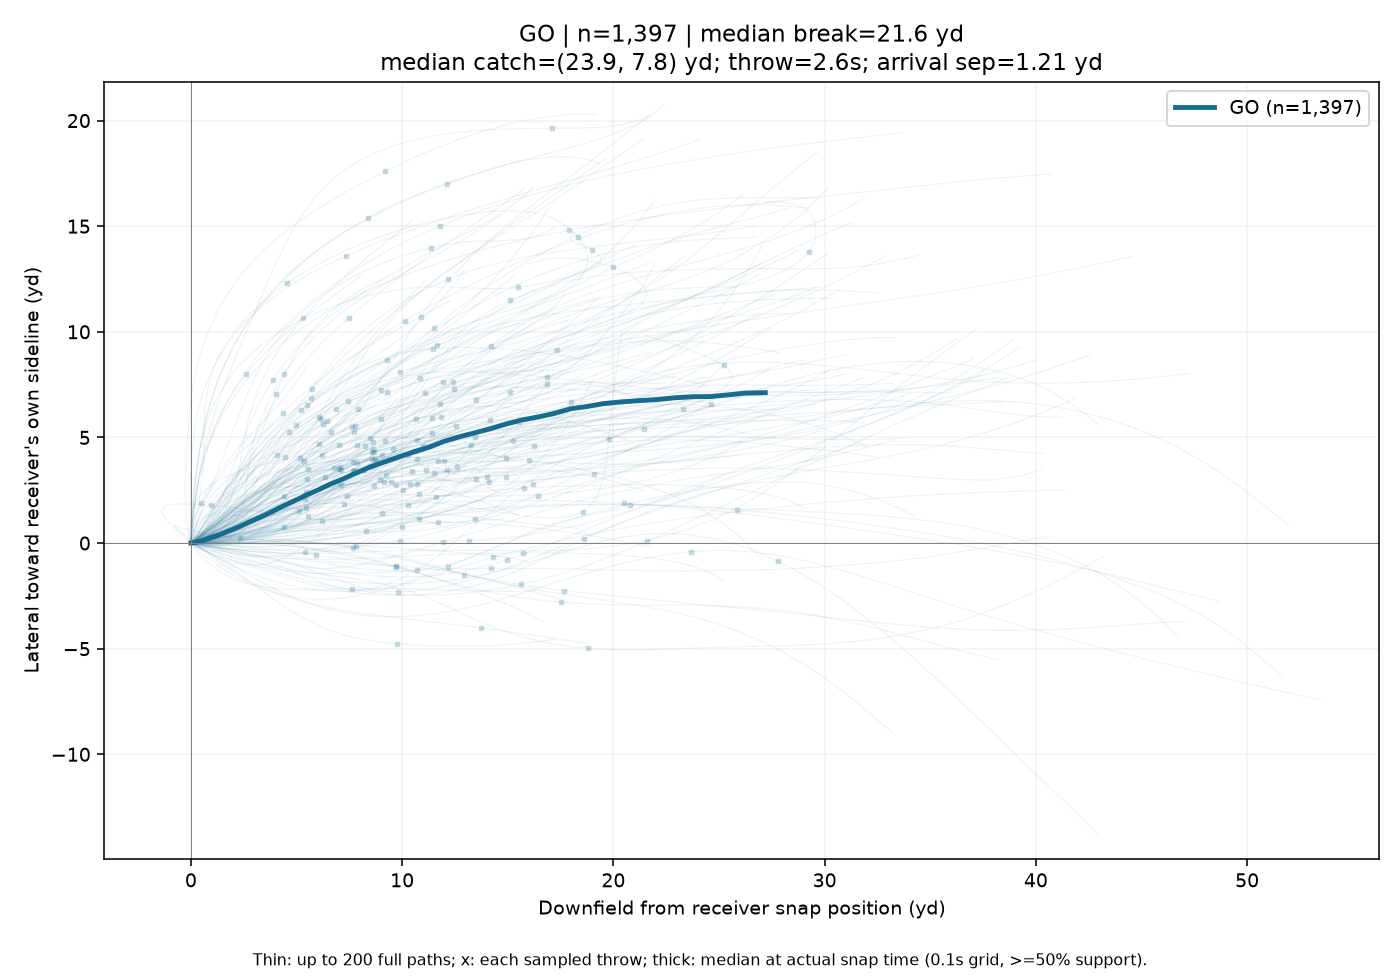 GO | n=1,397 | median break=21.6 yd
median catch=(23.9, 7.8) yd; throw=2.6s; arrival sep=1.21 yd
GO (n=1,397)
Lateral toward receiver's own sideline (yd)
20
15
10
5
0
−5
−10
0 10 20 30 40 50
Downfield from receiver snap position (yd)
Thin: up to 200 full paths; x: each sampled throw; thick: median at actual snap time (0.1s grid, >=50% support).